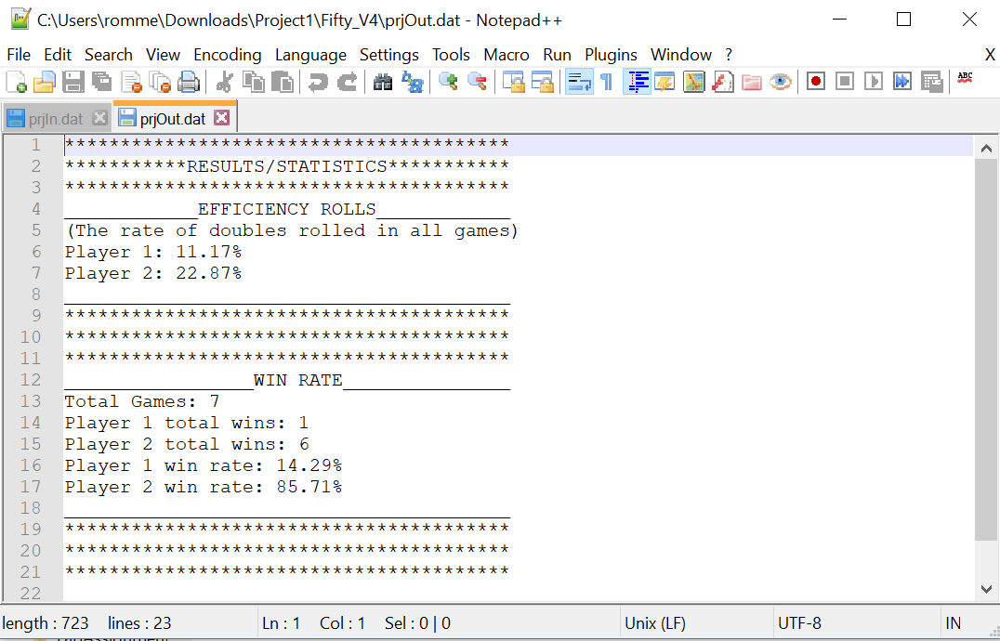 C:\Users\romme\Downloads\Project1\Fifty_V4\prjOut.dat - Notepad++
File Edit Search View Encoding Language Settings Tools Macro Run Plugins Window ? X
ABC
prjIn.dat prjOut.dat
1 ****************************************
2 ***********RESULTS/STATISTICS***********
3 ****************************************
4 ____________EFFICIENCY ROLLS____________
5 (The rate of doubles rolled in all games)
6 Player 1: 11.17%
7 Player 2: 22.87%
8 ________________________________________
9 ****************************************
10 ****************************************
11 ****************************************
12 _________________WIN RATE_______________
13 Total Games: 7
14 Player 1 total wins: 1
15 Player 2 total wins: 6
16 Player 1 win rate: 14.29%
17 Player 2 win rate: 85.71%
18 ________________________________________
19 ****************************************
20 ****************************************
21 ****************************************
22
length : 723 lines : 23 Ln : 1 Col : 1 Sel : 0 | 0 Unix (LF) UTF-8 IN